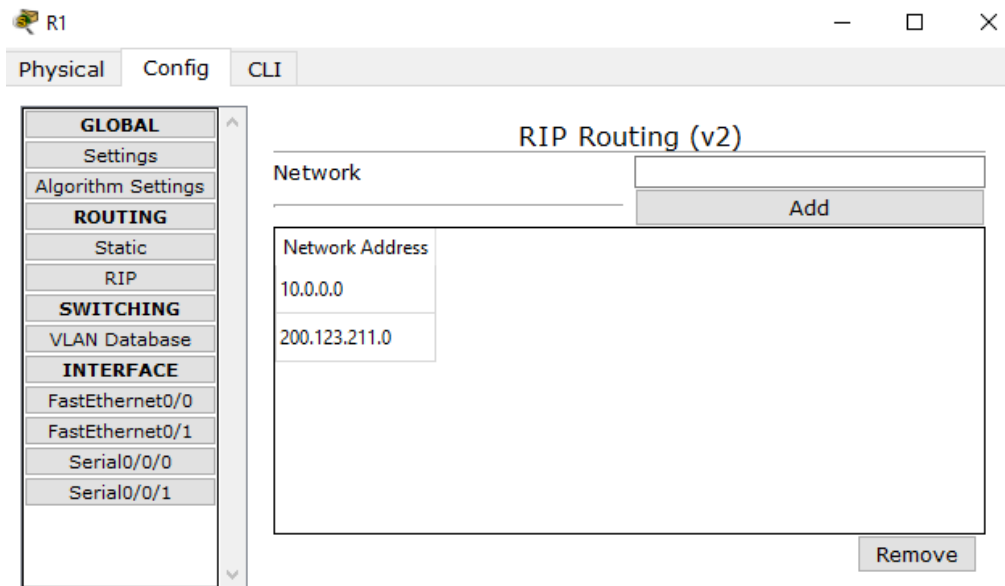 R1
Physical Config CLI
GLOBAL
Settings
Algorithm Settings
ROUTING
Static
RIP
SWITCHING
VLAN Database
INTERFACE
FastEthernet0/0
FastEthernet0/1
Serial0/0/0
Serial0/0/1
RIP Routing (v2)
Network
Add
Network Address
10.0.0.0
200.123.211.0
Remove